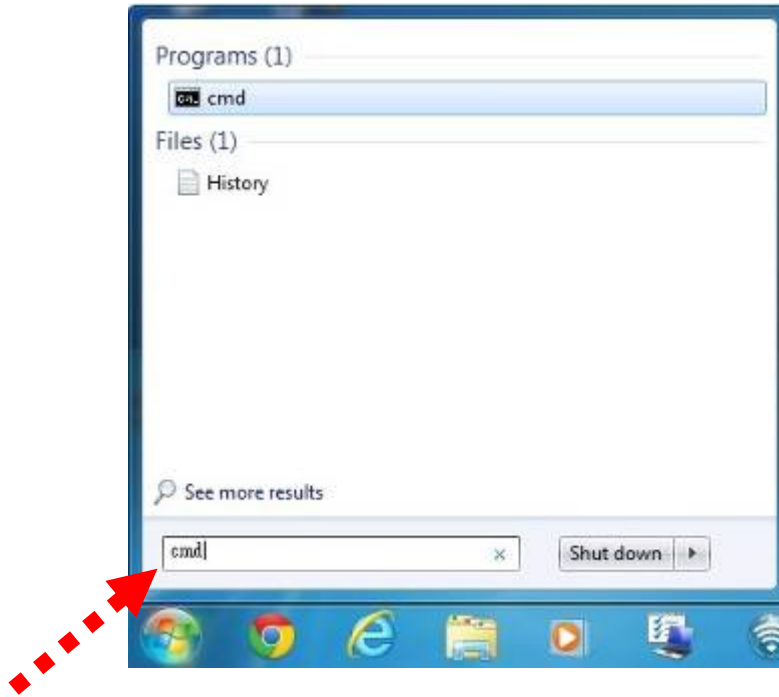 Programs (1)
cmd
Files (1)
History
See more results
cmd
Shut down